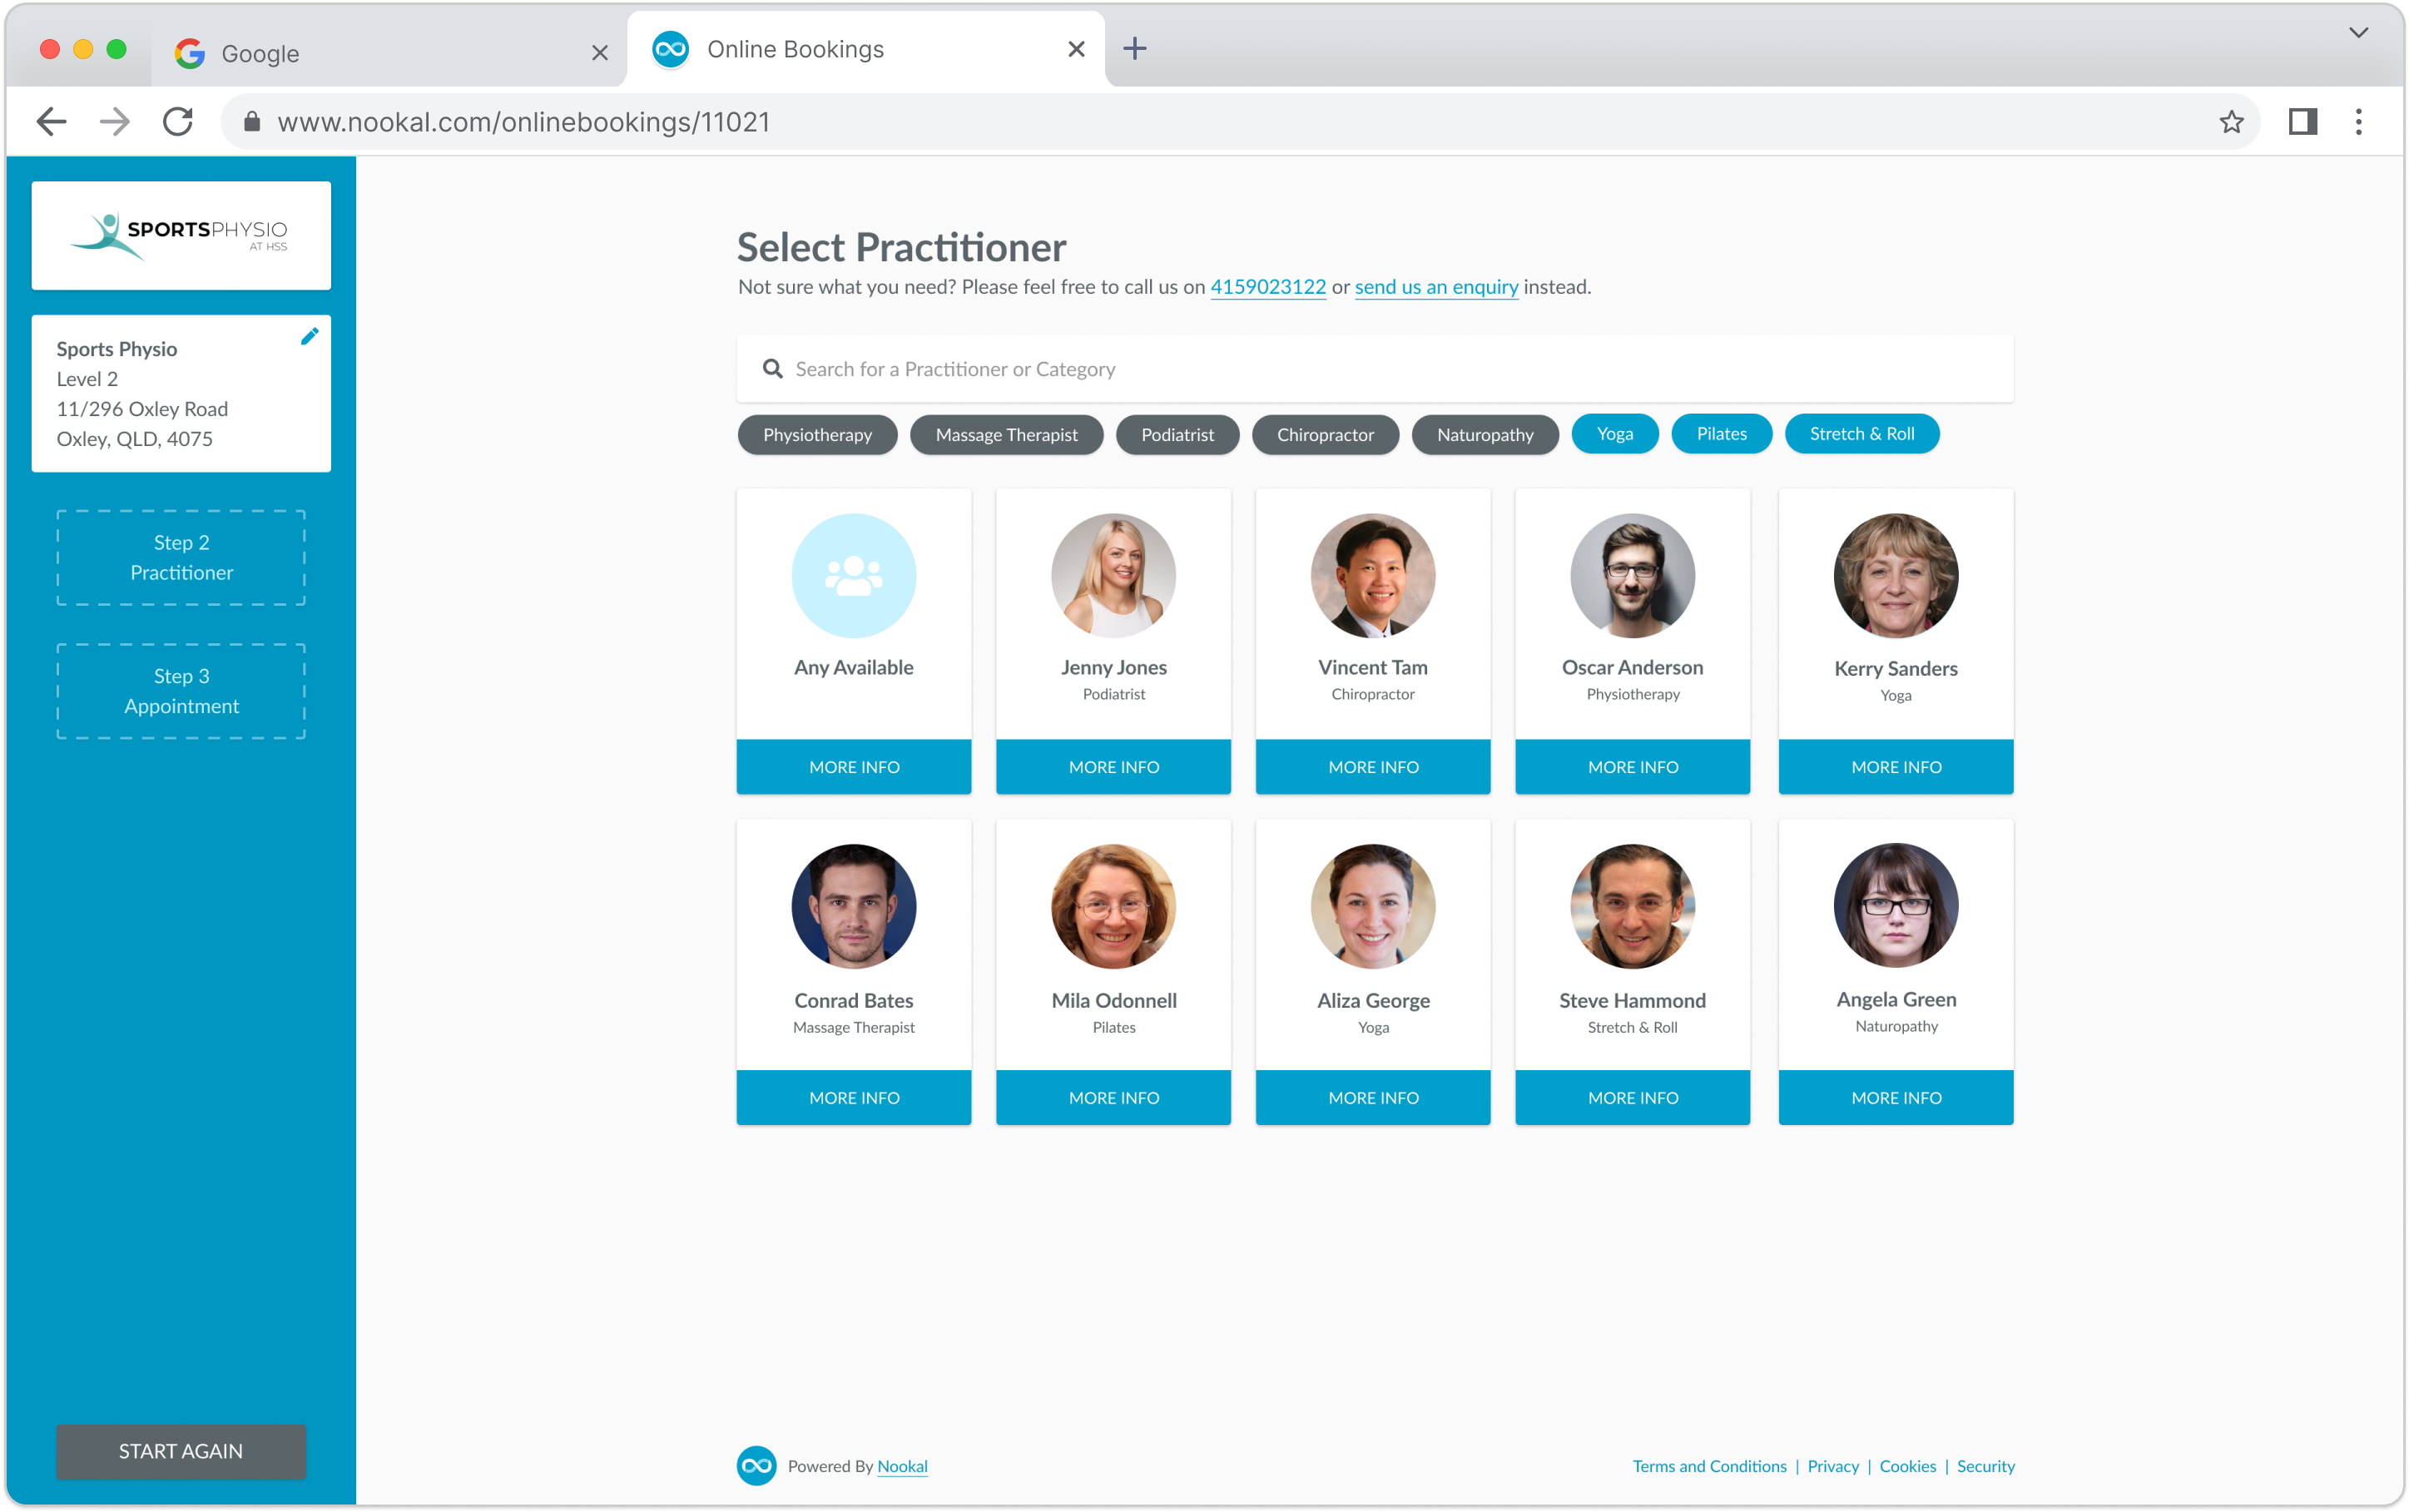 Google
Online Bookings
www.nookal.com/onlinebookings/11021
SPORTSPHYSIO
AT HSS
Sports Physio
Level 2
11/296 Oxley Road
Oxley, QLD, 4075
Step 2
Practitioner
Step 3
Appointment
START AGAIN
Select Practitioner
Not sure what you need? Please feel free to call us on 4159023122 or send us an enquiry instead.
Search for a Practitioner or Category
Physiotherapy Massage Therapist Podiatrist Chiropractor Naturopathy Yoga Pilates Stretch & Roll
Any Available
MORE INFO
Jenny Jones
Podiatrist
MORE INFO
Vincent Tam
Chiropractor
MORE INFO
Oscar Anderson
Physiotherapy
MORE INFO
Kerry Sanders
Yoga
MORE INFO
Conrad Bates
Massage Therapist
MORE INFO
Mila Odonnell
Pilates
MORE INFO
Aliza George
Yoga
MORE INFO
Steve Hammond
Stretch & Roll
MORE INFO
Angela Green
Naturopathy
MORE INFO
Powered By Nookal
Terms and Conditions | Privacy | Cookies | Security